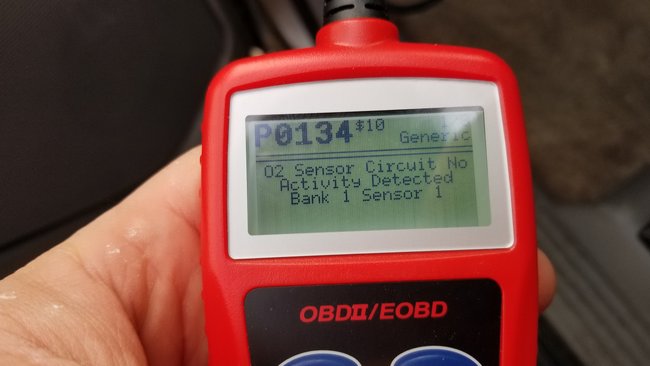 P0134 $10
Generic
O2 Sensor Circuit No
Activity Detected
Bank 1 Sensor 1
OBDII/EOBD